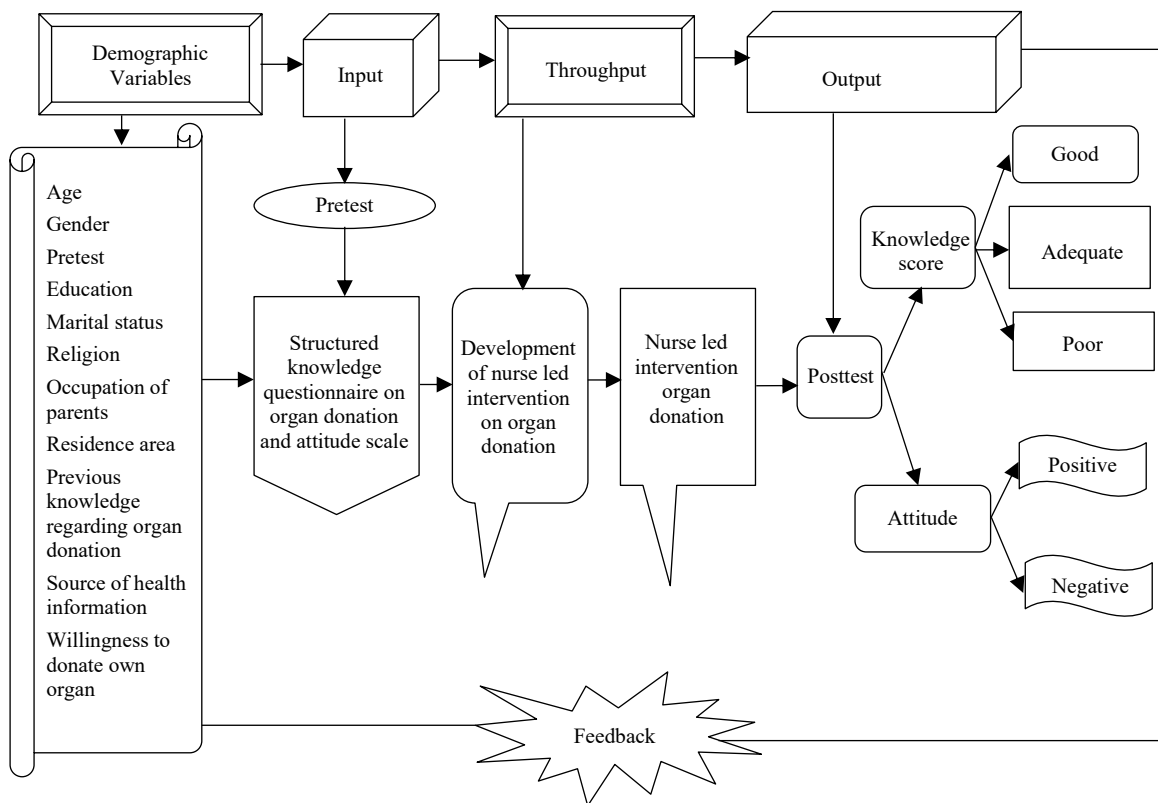 Demographic
Variables
Input
Throughput
Output
Age
Gender
Pretest
Education
Marital status
Religion
Occupation of
parents
Residence area
Previous
knowledge
regarding organ
donation
Source of health
information
Willingness to
donate own
organ
Pretest
Structured
knowledge
questionnaire on
organ donation
and attitude scale
Development
of nurse led
intervention
on organ
donation
Nurse led
intervention
organ
donation
Posttest
Knowledge
score
Good
Adequate
Poor
Attitude
Positive
Negative
Feedback